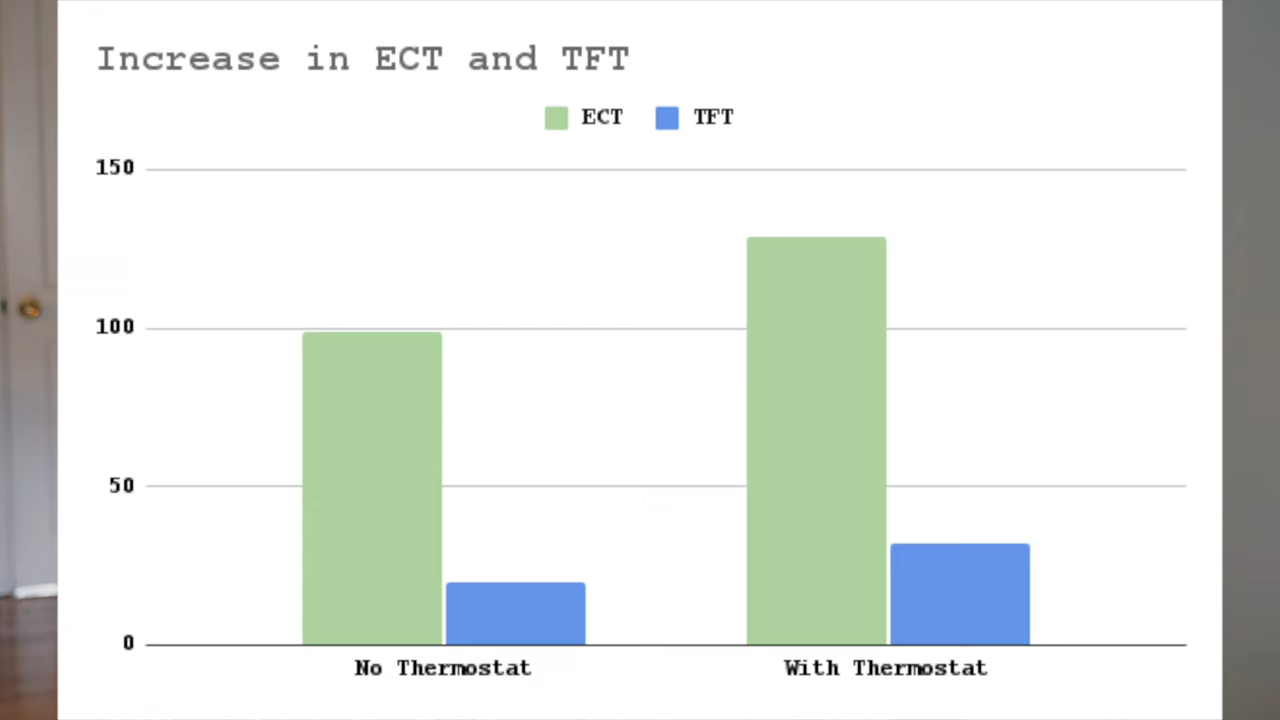 Increase in ECT and TFT
ECT TFT
150
100
50
0
No Thermostat With Thermostat